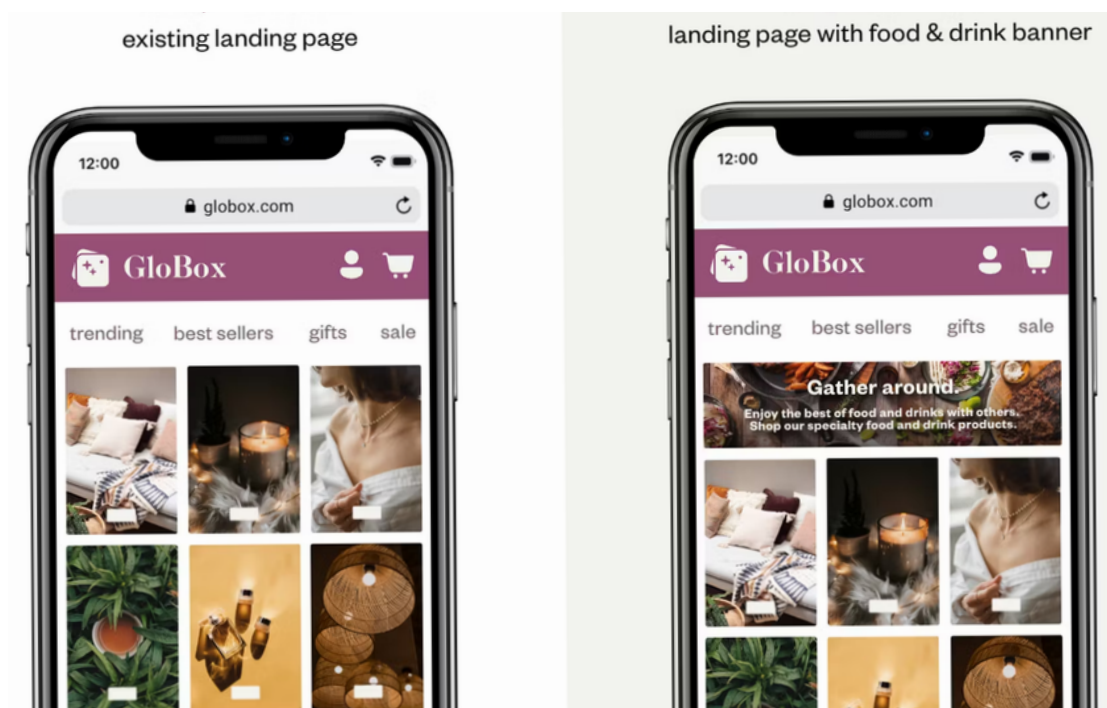 existing landing page
12:00
globox.com
GloBox
trending best sellers gifts sale
landing page with food & drink banner
12:00
globox.com
GloBox
trending best sellers gifts sale
Gather around.
Enjoy the best of food and drinks with others.
Shop our specialty food and drink products.